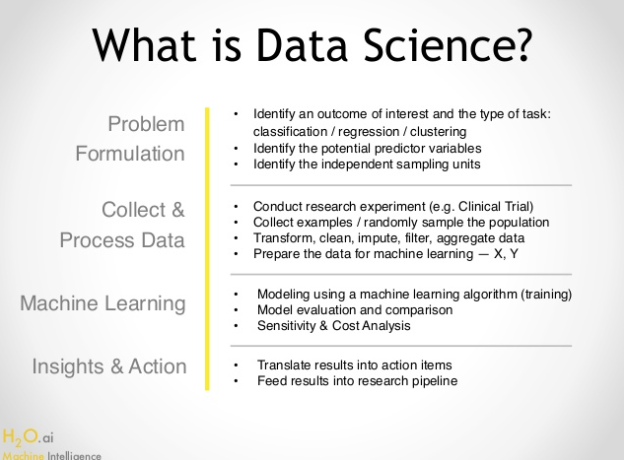 What is Data Science?
Problem
Formulation
• Identify an outcome of interest and the type of task:
classification / regression / clustering
• Identify the potential predictor variables
• Identify the independent sampling units
Collect &
Process Data
• Conduct research experiment (e.g. Clinical Trial)
• Collect examples / randomly sample the population
• Transform, clean, impute, filter, aggregate data
• Prepare the data for machine learning — X, Y
Machine Learning
• Modeling using a machine learning algorithm (training)
• Model evaluation and comparison
• Sensitivity & Cost Analysis
Insights & Action
• Translate results into action items
• Feed results into research pipeline
H2O.ai
Machine Intelligence